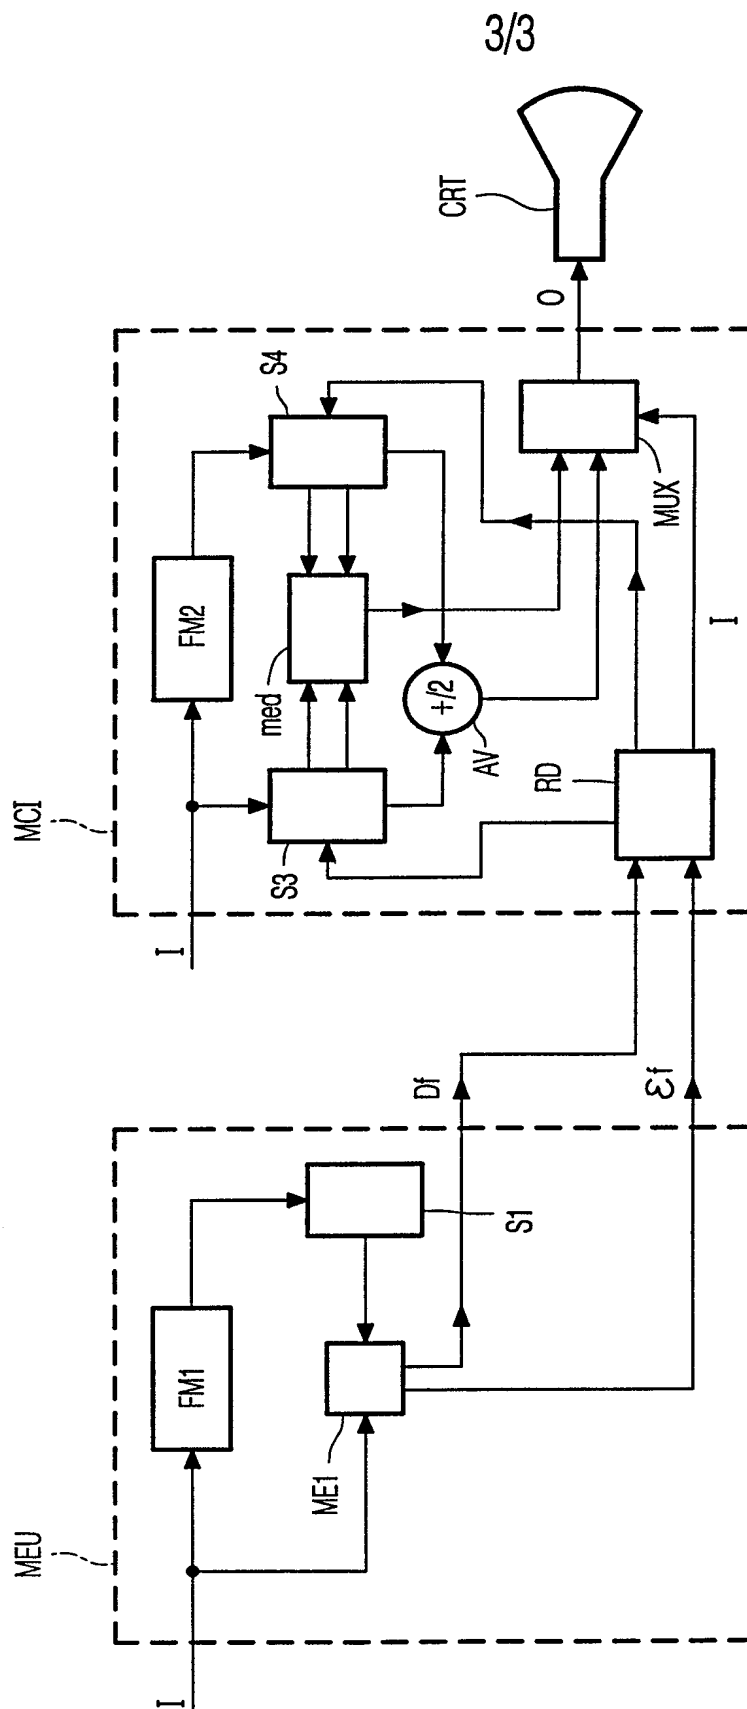 3/3
MEU
I
FM1
ME1
S1
Df
εf
MCI
I
FM2
S3
med
S4
+/2
AV
RD
I
MUX
O
CRT